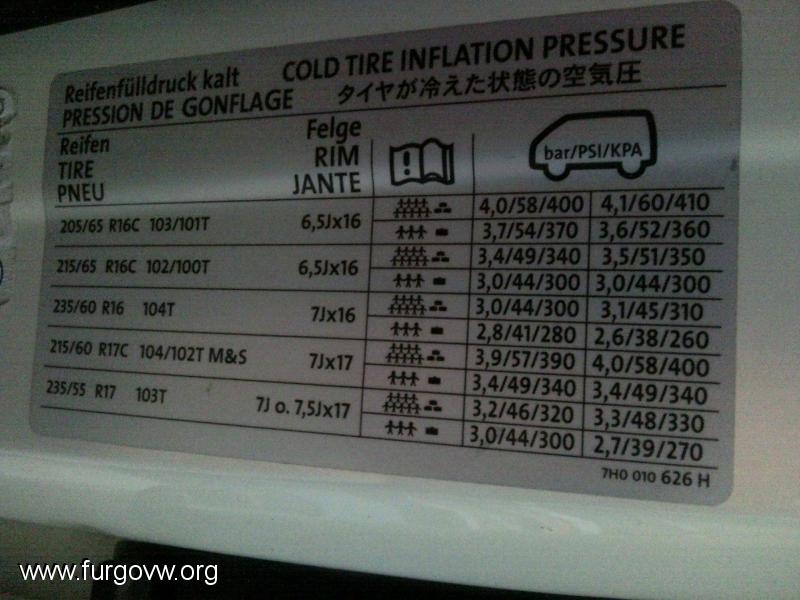 Reifenfülldruck kalt COLD TIRE INFLATION PRESSURE
PRESSION DE GONFLAGE タイヤが冷えた状態の空気圧
Reifen Felge
TIRE RIM
PNEU JANTE
bar/PSI/KPA
205/65 R16C 103/101T 6,5Jx16
4,0/58/400 4,1/60/410
3,7/54/370 3,6/52/360
215/65 R16C 102/100T 6,5Jx16
3,4/49/340 3,5/51/350
3,0/44/300 3,0/44/300
235/60 R16 104T 7Jx16
3,0/44/300 3,1/45/310
2,8/41/280 2,6/38/260
215/60 R17C 104/102T M&S 7Jx17
3,9/57/390 4,0/58/400
3,4/49/340 3,4/49/340
235/55 R17 103T 7J o. 7,5Jx17
3,2/46/320 3,3/48/330
3,0/44/300 2,7/39/270
7H0 010 626 H
www.furgovw.org